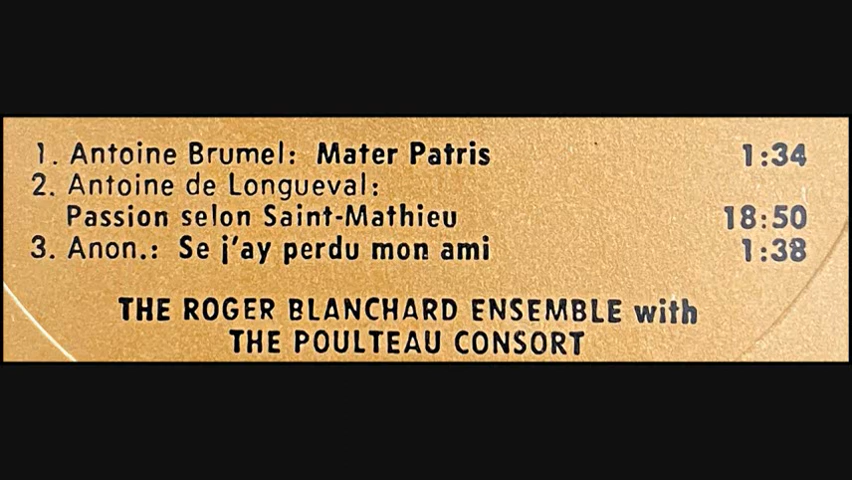 1. Antoine Brumel: Mater Patris 1:34
2. Antoine de Longueval:
Passion selon Saint-Mathieu 18:50
3. Anon.: Se j'ay perdu mon ami 1:38
THE ROGER BLANCHARD ENSEMBLE with
THE POULTEAU CONSORT